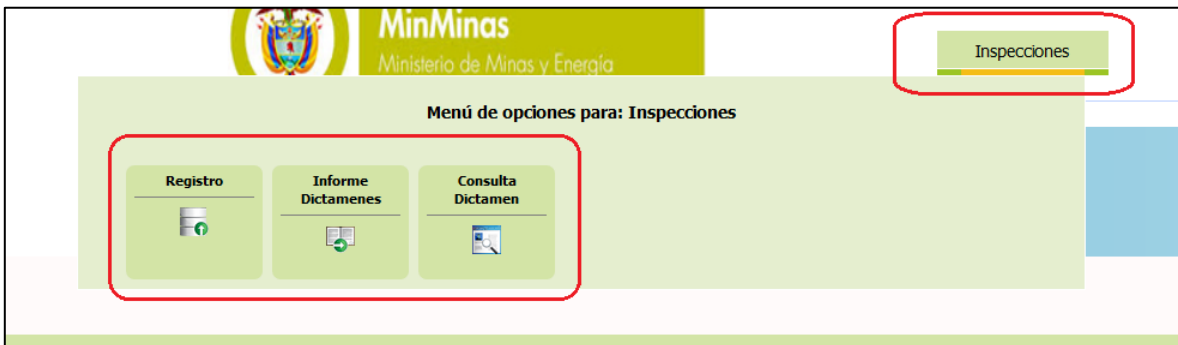 MinMinas
Ministerio de Minas y Energía
Inspecciones
Menú de opciones para: Inspecciones
Registro
Informe
Dictamenes
Consulta
Dictamen